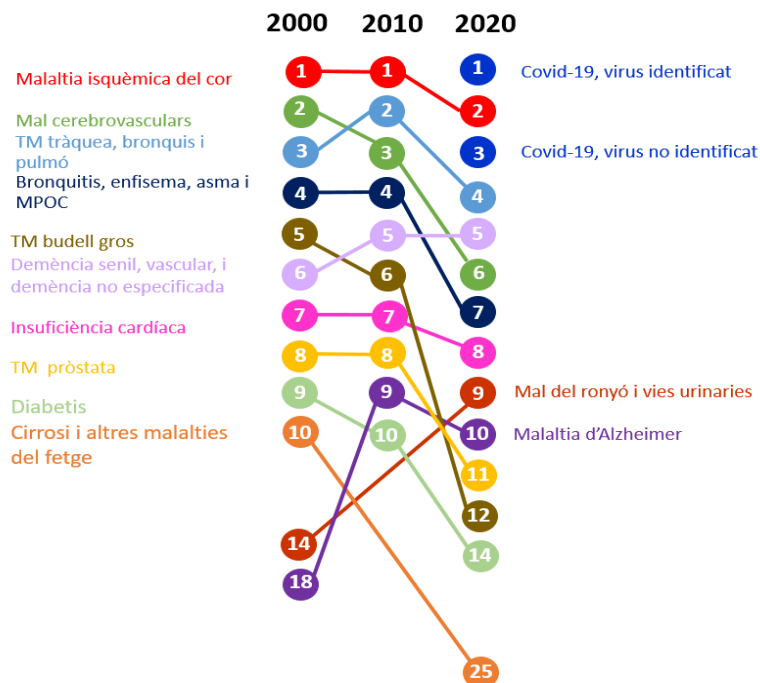 2000 2010 2020
Malaltia isquèmica del cor
Mal cerebrovasculars
TM tràquea, bronquis i
pulmó
Bronquitis, enfisema, asma i
MPOC
TM budell gros
Demència senil, vascular, i
demència no especificada
Insuficiència cardíaca
TM pròstata
Diabetis
Cirrosi i altres malalties
del fetge
1
2
3
4
5
6
7
8
9
10
14
18
1
2
3
4
5
6
7
8
9
10
1
2
3
4
5
6
7
8
9
10
11
12
14
25
Covid-19, virus identificat
Covid-19, virus no identificat
Mal del ronyó i vies urinaries
Malaltia d'Alzheimer